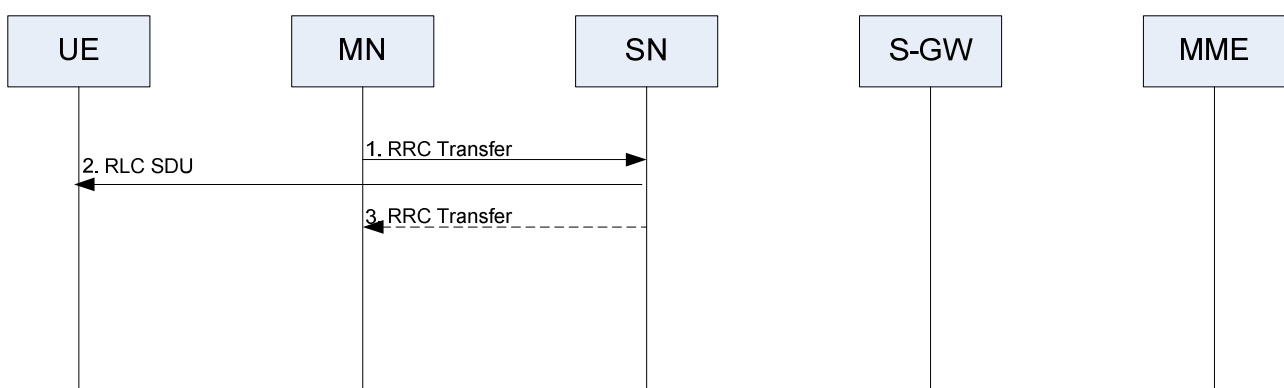 UE
MN
SN
S-GW
MME
1. RRC Transfer
2. RLC SDU
3. RRC Transfer